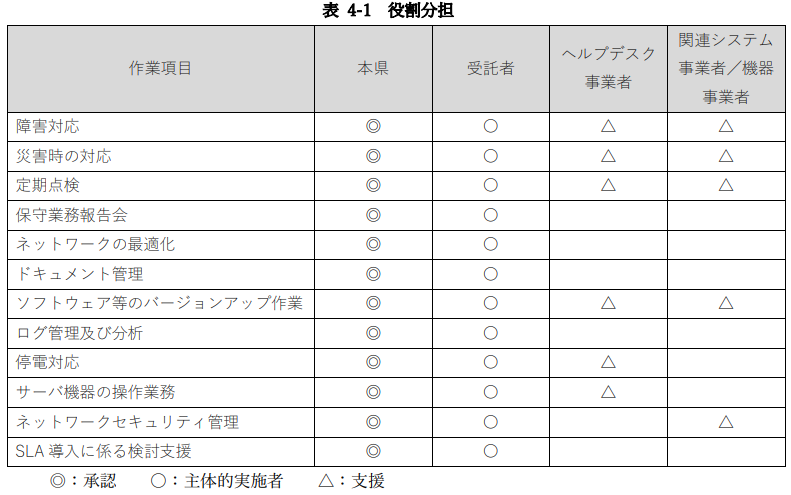 表 4-1 役割分担
作業項目 本県 受託者 ヘルプデスク事業者 関連システム事業者／機器事業者
障害対応 ◎ ○ △ △
災害時の対応 ◎ ○ △ △
定期点検 ◎ ○ △ △
保守業務報告会 ◎ ○
ネットワークの最適化 ◎ ○
ドキュメント管理 ◎ ○
ソフトウェア等のバージョンアップ作業 ◎ ○ △ △
ログ管理及び分析 ◎ ○
停電対応 ◎ ○ △
サーバ機器の操作業務 ◎ ○ △
ネットワークセキュリティ管理 ◎ ○ △
SLA 導入に係る検討支援 ◎ ○
◎：承認 ○：主体的実施者 △：支援